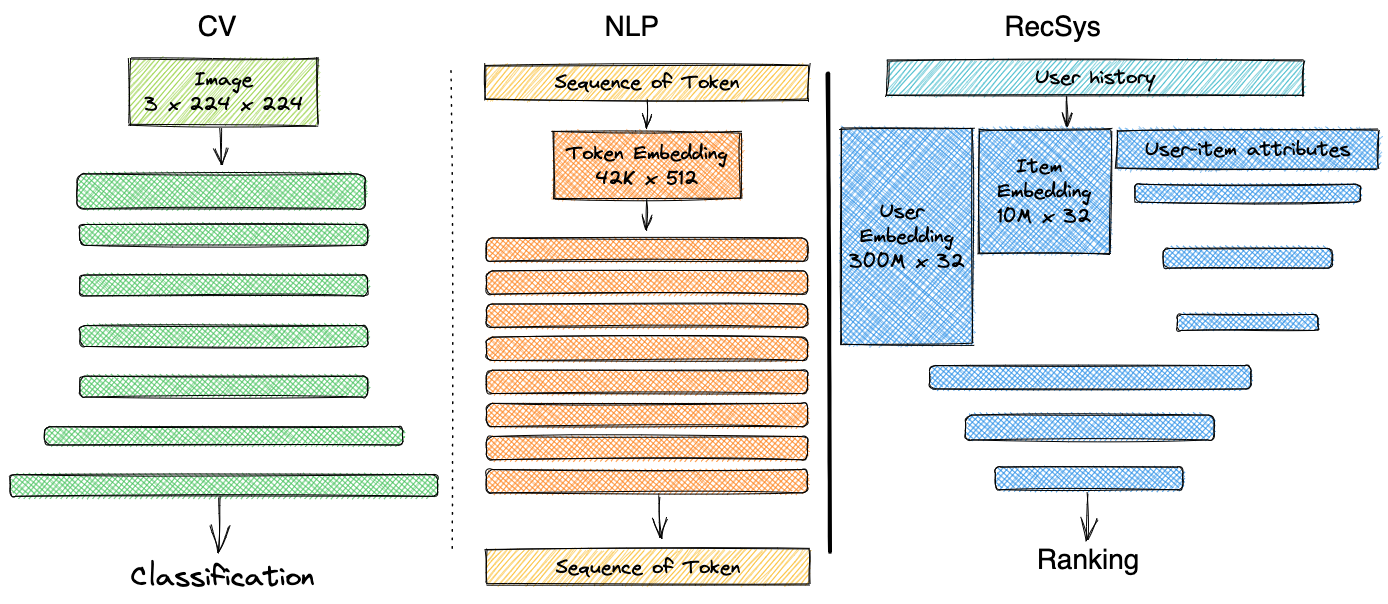 CV
Image
3 x 224 x 224
Classification
NLP
Sequence of Token
Token Embedding
42K x 512
Sequence of Token
RecSys
User history
User
Embedding
300M x 32
Item
Embedding
10M x 32
User-item attributes
Ranking